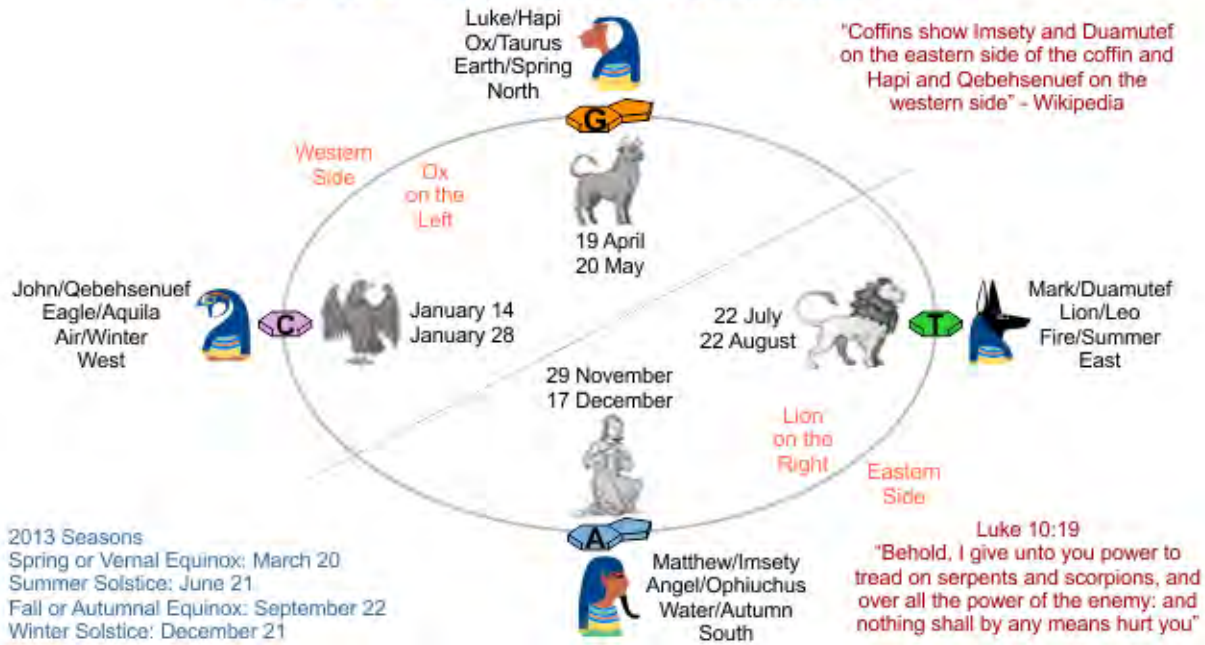 Luke/Hapi
Ox/Taurus
Earth/Spring
North
"Coffins show Imsety and Duamutef
on the eastern side of the coffin and
Hapi and Qebehsenuef on the
western side" - Wikipedia
G
Western
Side
Ox
on the
Left
19 April
20 May
John/Qebehsenuef
Eagle/Aquila
Air/Winter
West
C
January 14
January 28
22 July
22 August
T
Mark/Duamutef
Lion/Leo
Fire/Summer
East
29 November
17 December
Lion
on the
Right
Eastern
Side
2013 Seasons
Spring or Vernal Equinox: March 20
Summer Solstice: June 21
Fall or Autumnal Equinox: September 22
Winter Solstice: December 21
A
Matthew/Imsety
Angel/Ophiuchus
Water/Autumn
South
Luke 10:19
"Behold, I give unto you power to
tread on serpents and scorpions, and
over all the power of the enemy: and
nothing shall by any means hurt you"